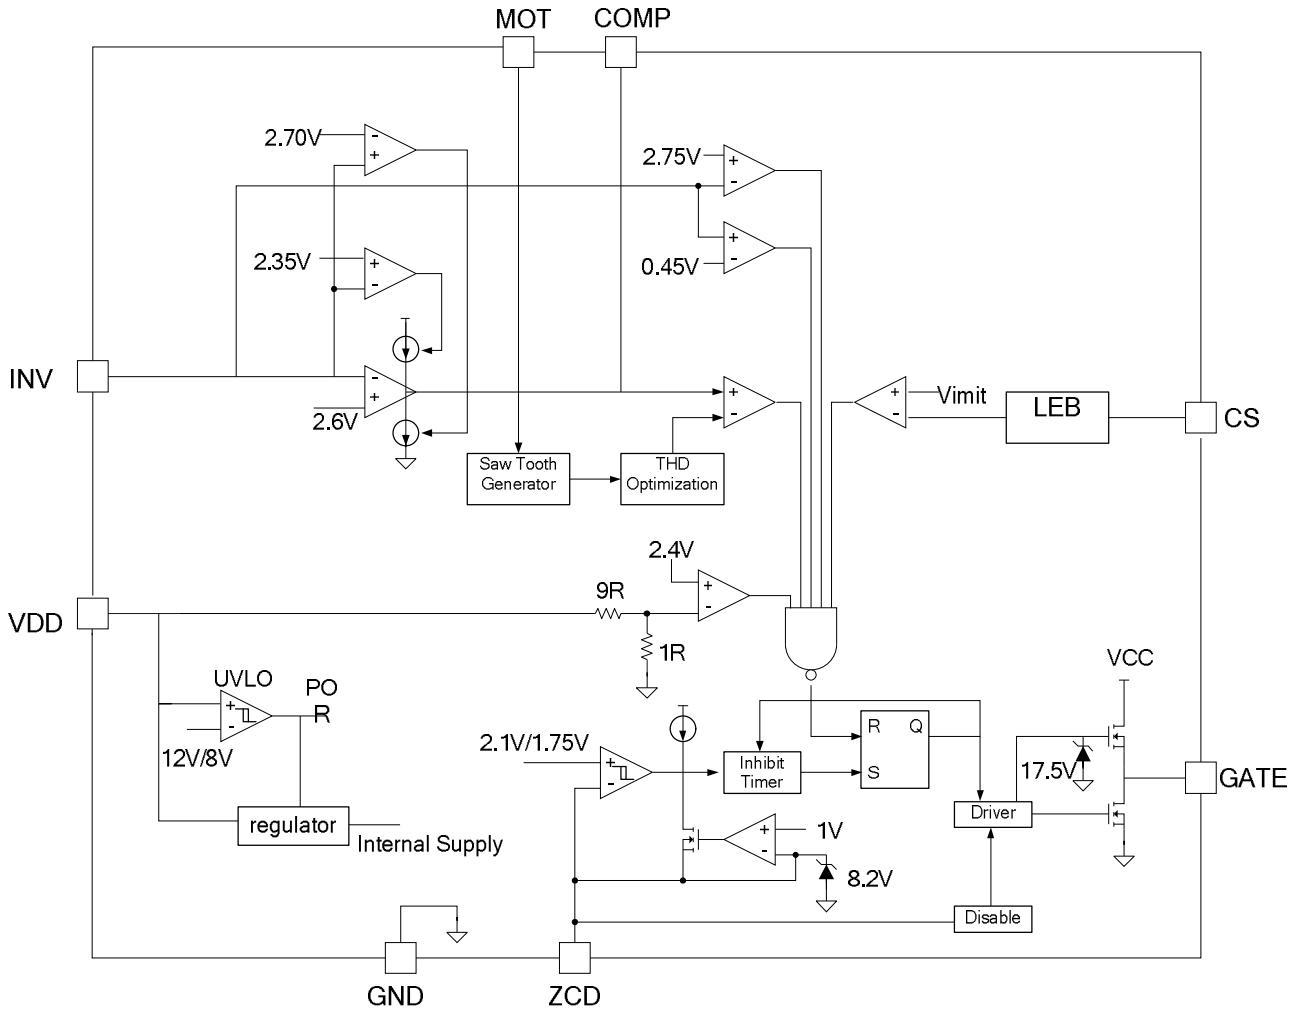 MOT
COMP
2.70V
-
+
2.75V
+
-
2.35V
+
-
0.45V
+
-
INV
-
+
2.6V
+
-
+
-
Vimit
LEB
CS
Saw Tooth
Generator
THD
Optimization
2.4V
+
-
9R
1R
VDD
UVLO
PO
R
+
-
12V/8V
regulator
Internal Supply
2.1V/1.75V
+
-
Inhibit
Timer
R
Q
S
VCC
17.5V
GATE
Driver
+
-
1V
8.2V
Disable
GND
ZCD